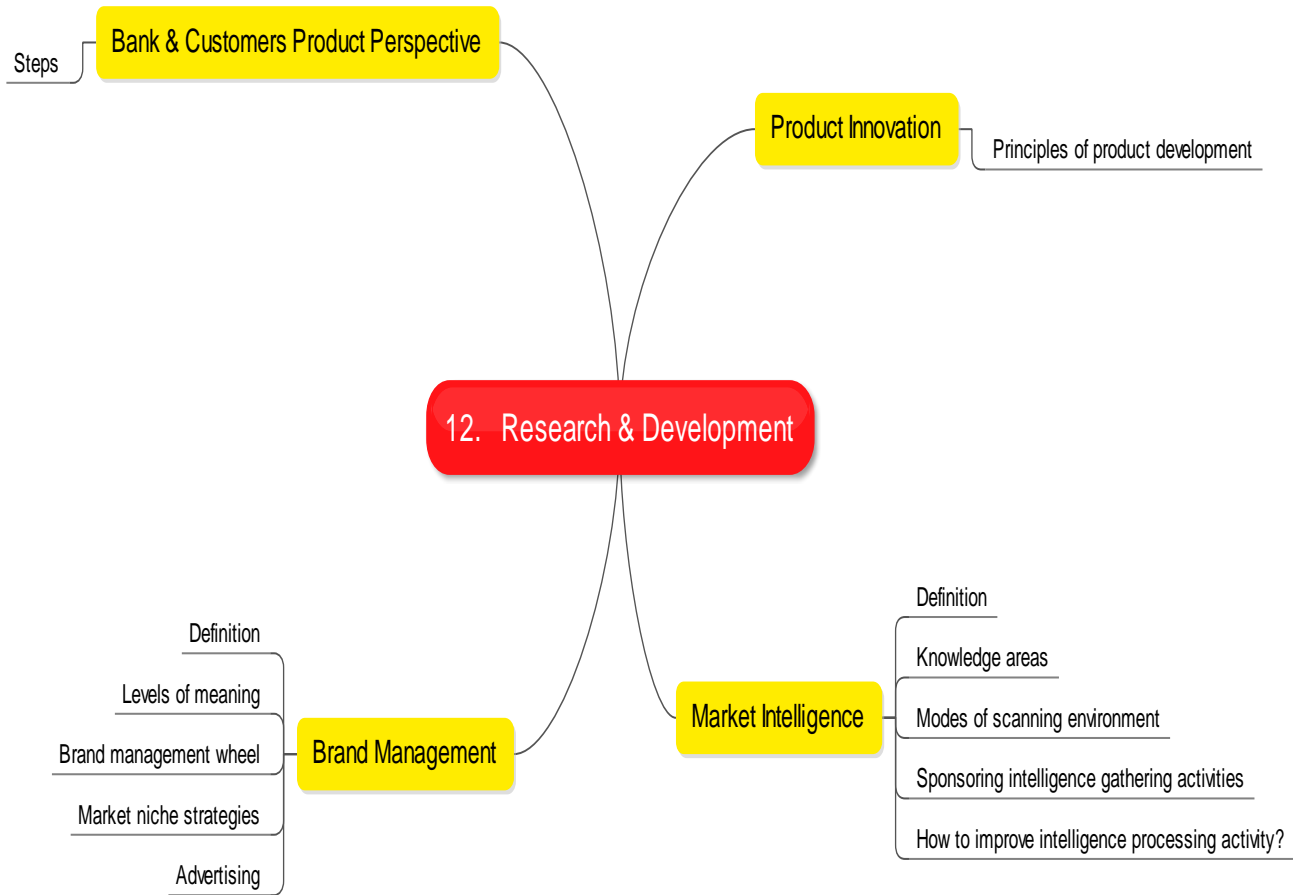 Bank & Customers Product Perspective
Steps
Product Innovation
Principles of product development
12. Research & Development
Definition
Levels of meaning
Brand management wheel
Market niche strategies
Advertising
Brand Management
Market Intelligence
Definition
Knowledge areas
Modes of scanning environment
Sponsoring intelligence gathering activities
How to improve intelligence processing activity?